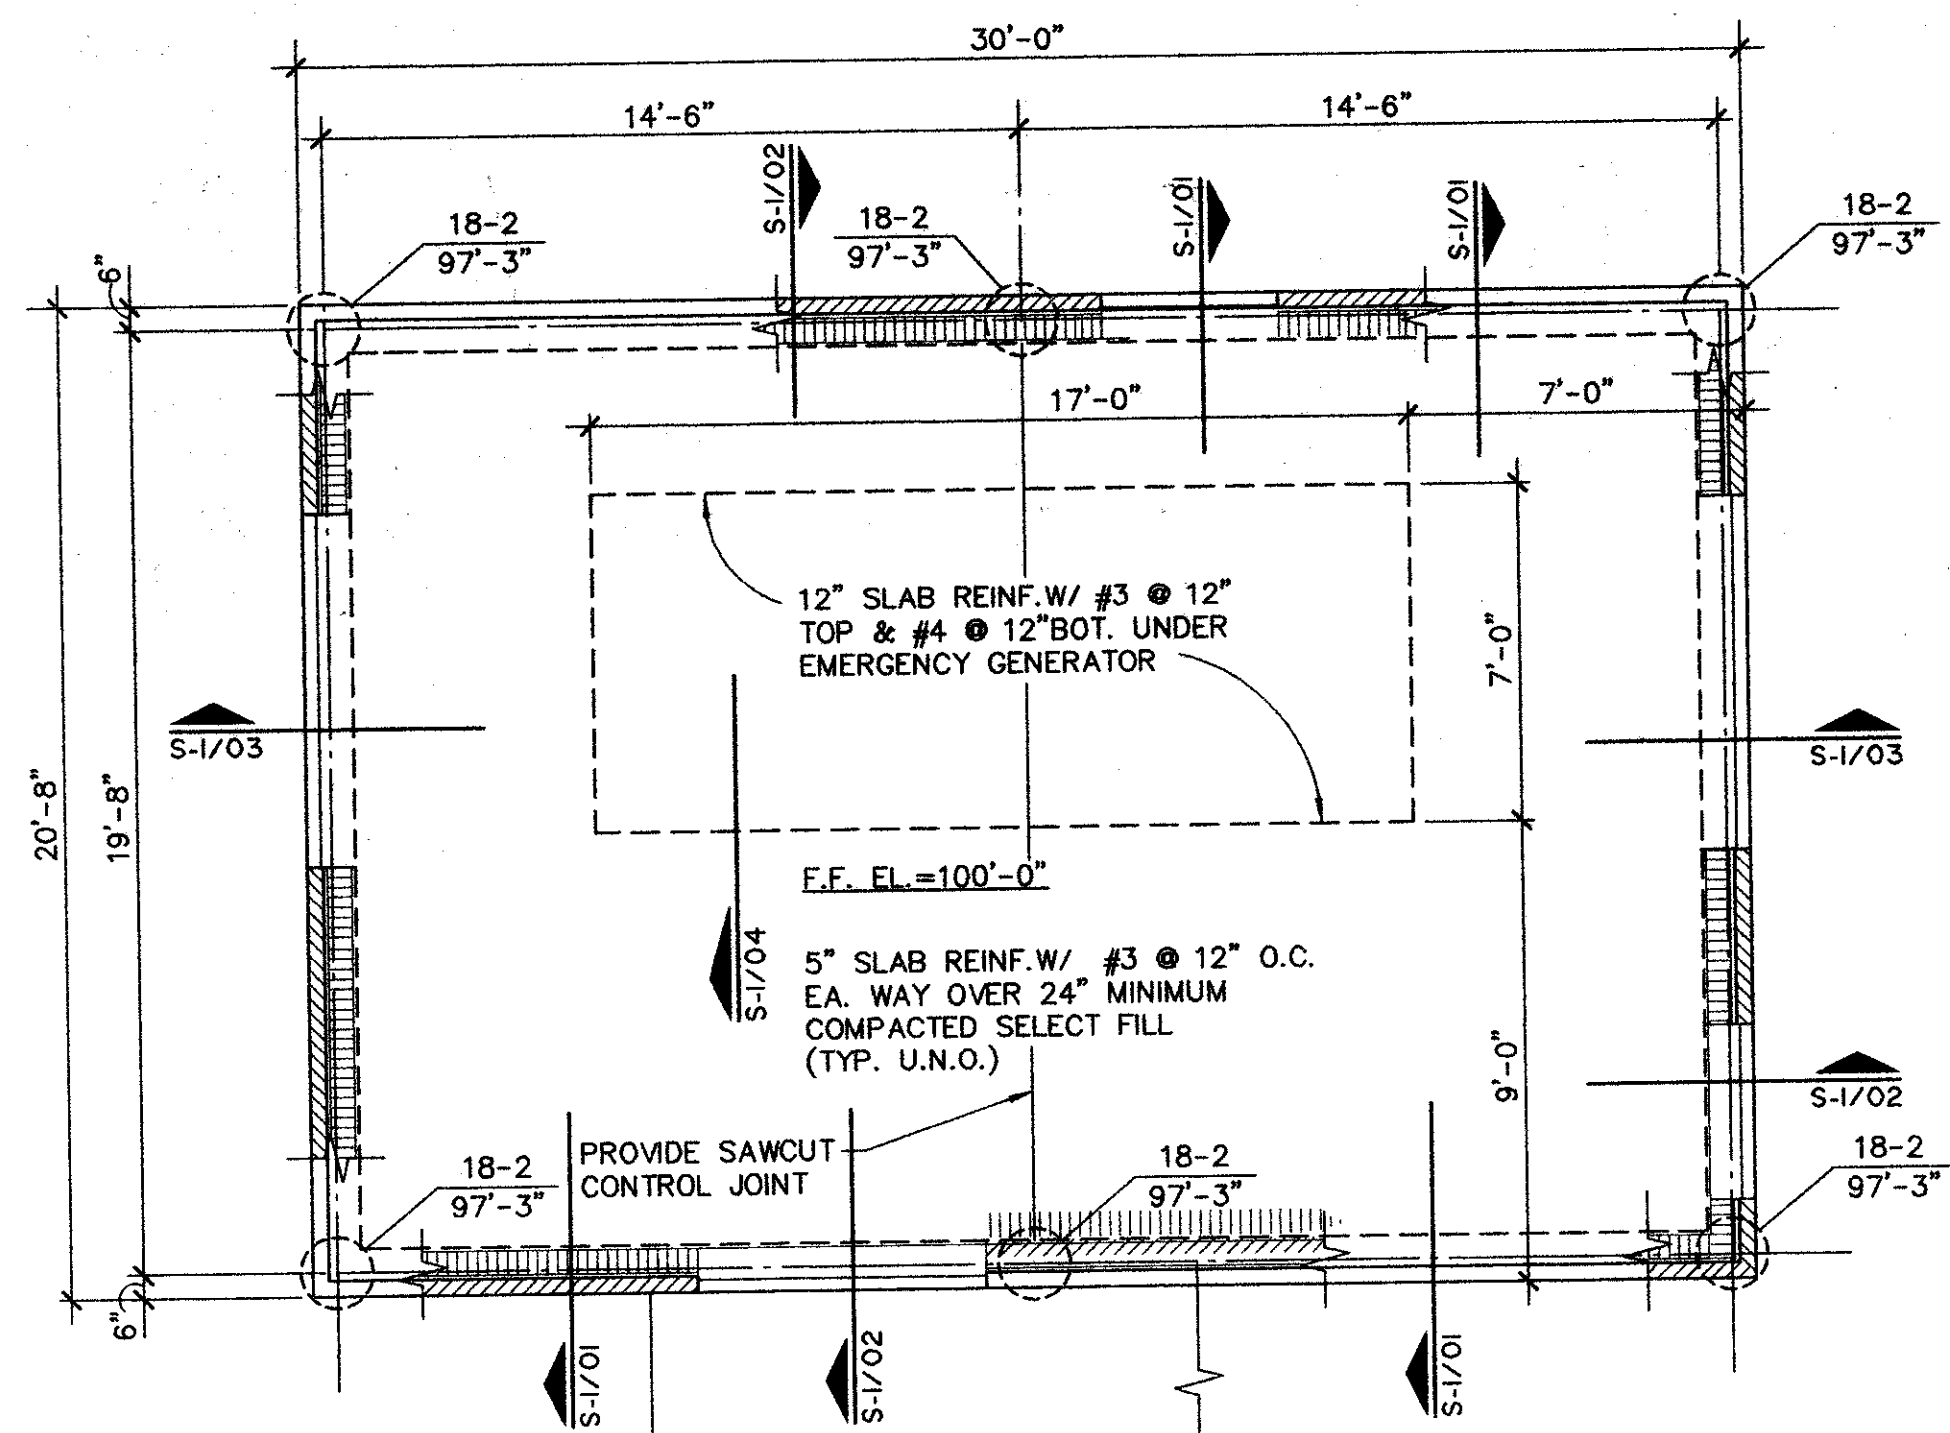 30'-0"
14'-6"
14'-6"
S-1/02
S-1/01
S-1/01
18-2
97'-3"
18-2
97'-3"
18-2
97'-3"
6"
17'-0"
7'-0"
12" SLAB REINF.W/ #3 @ 12"
TOP & #4 @ 12"BOT. UNDER
EMERGENCY GENERATOR
7'-0"
S-1/03
S-1/03
20'-8"
19'-8"
F.F. EL.=100'-0"
S-1/04
5" SLAB REINF.W/ #3 @ 12" O.C.
EA. WAY OVER 24" MINIMUM
COMPACTED SELECT FILL
(TYP. U.N.O.)
9'-0"
S-1/02
PROVIDE SAWCUT
CONTROL JOINT
18-2
97'-3"
18-2
97'-3"
18-2
97'-3"
6"
S-1/01
S-1/02
S-1/01